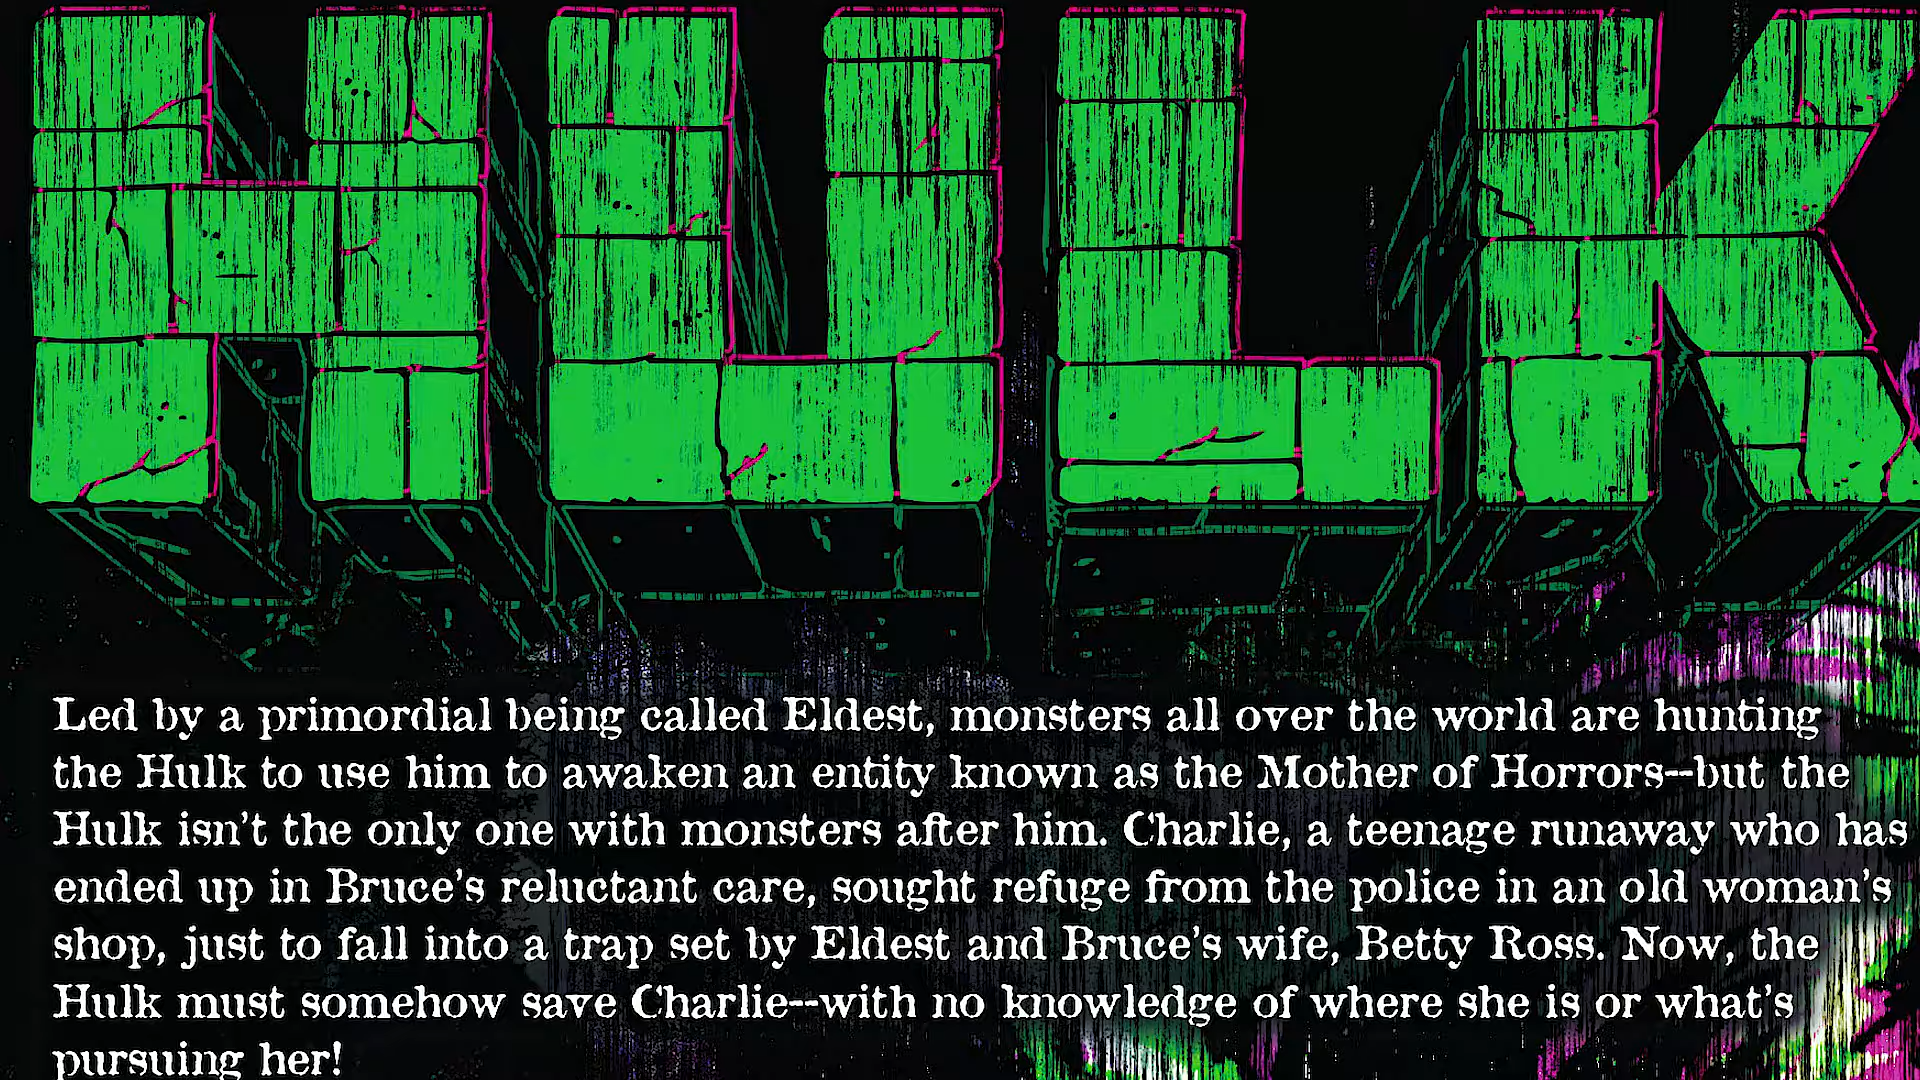 HULK
Led by a primordial being called Eldest, monsters all over the world are hunting
the Hulk to use him to awaken an entity known as the Mother of Horrors--but the
Hulk isn't the only one with monsters after him. Charlie, a teenage runaway who has
ended up in Bruce's reluctant care, sought refuge from the police in an old woman's
shop, just to fall into a trap set by Eldest and Bruce's wife, Betty Ross. Now, the
Hulk must somehow save Charlie--with no knowledge of where she is or what's
pursuing her!